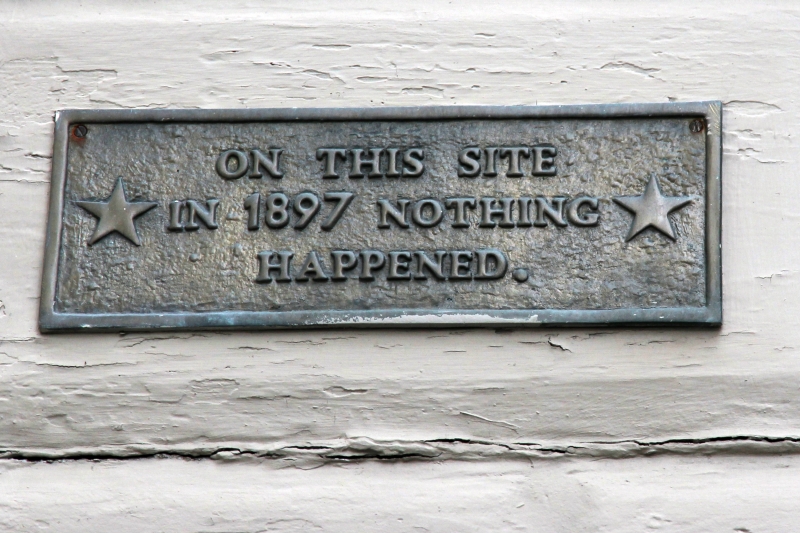 ON THIS SITE
IN 1897 NOTHING
HAPPENED.